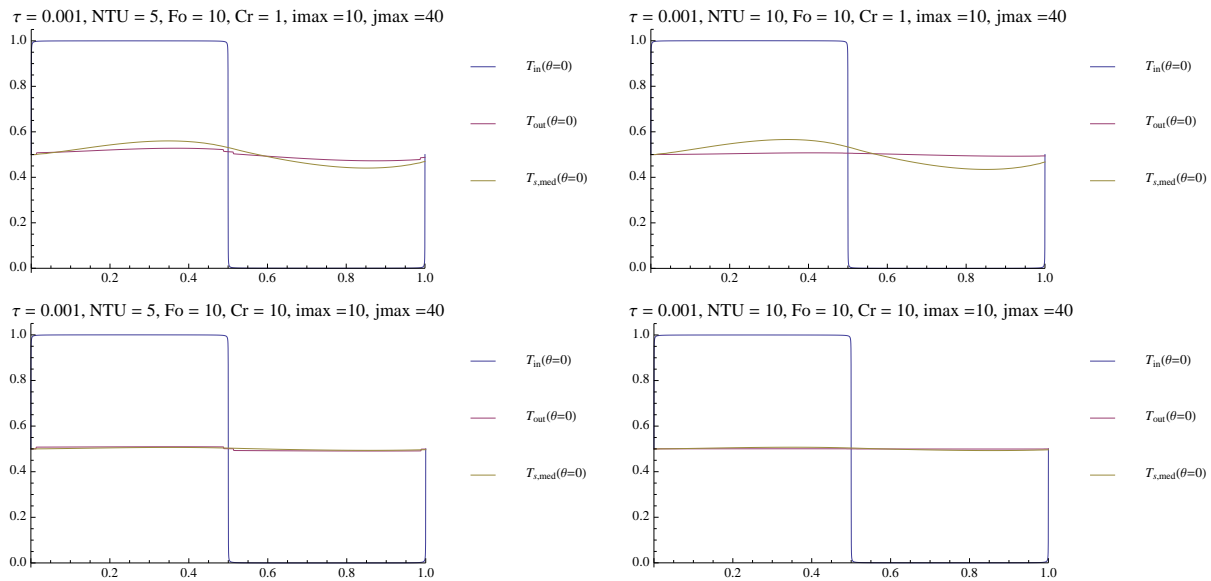 τ = 0.001, NTU = 5, Fo = 10, Cr = 1, imax =10, jmax =40
1.0
0.8
0.6
0.4
0.2
0.0
0.2 0.4 0.6 0.8 1.0
T_in(θ=0)
T_out(θ=0)
T_s,med(θ=0)
τ = 0.001, NTU = 10, Fo = 10, Cr = 1, imax =10, jmax =40
1.0
0.8
0.6
0.4
0.2
0.0
0.2 0.4 0.6 0.8 1.0
T_in(θ=0)
T_out(θ=0)
T_s,med(θ=0)
τ = 0.001, NTU = 5, Fo = 10, Cr = 10, imax =10, jmax =40
1.0
0.8
0.6
0.4
0.2
0.0
0.2 0.4 0.6 0.8 1.0
T_in(θ=0)
T_out(θ=0)
T_s,med(θ=0)
τ = 0.001, NTU = 10, Fo = 10, Cr = 10, imax =10, jmax =40
1.0
0.8
0.6
0.4
0.2
0.0
0.2 0.4 0.6 0.8 1.0
T_in(θ=0)
T_out(θ=0)
T_s,med(θ=0)